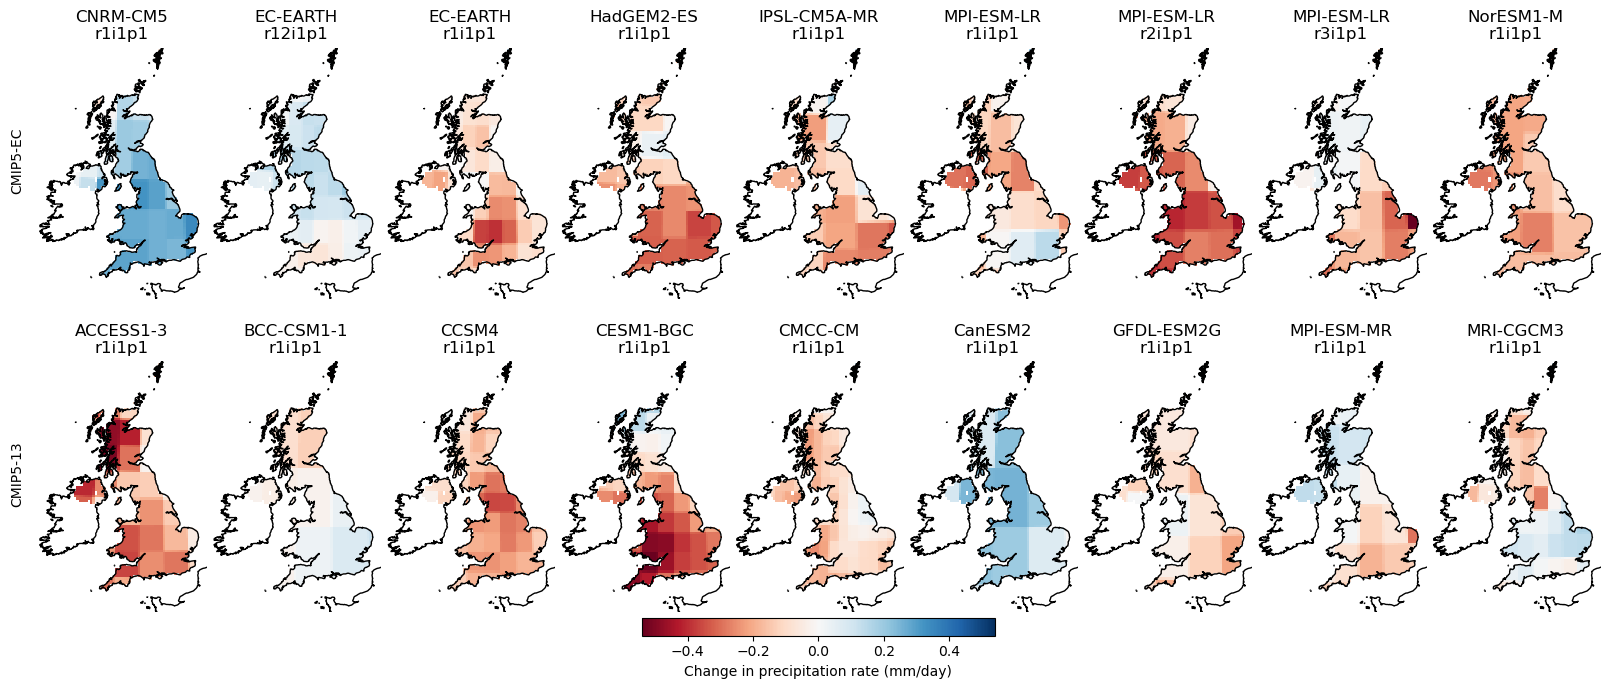 CNRM-CM5 EC-EARTH EC-EARTH HadGEM2-ES IPSL-CM5A-MR MPI-ESM-LR MPI-ESM-LR MPI-ESM-LR NorESM1-M
r1i1p1 r12i1p1 r1i1p1 r1i1p1 r1i1p1 r1i1p1 r2i1p1 r3i1p1 r1i1p1
CMIP5-EC
ACCESS1-3 BCC-CSM1-1 CCSM4 CESM1-BGC CMCC-CM CanESM2 GFDL-ESM2G MPI-ESM-MR MRI-CGCM3
r1i1p1 r1i1p1 r1i1p1 r1i1p1 r1i1p1 r1i1p1 r1i1p1 r1i1p1 r1i1p1
CMIP5-13
−0.4 −0.2 0.0 0.2 0.4
Change in precipitation rate (mm/day)